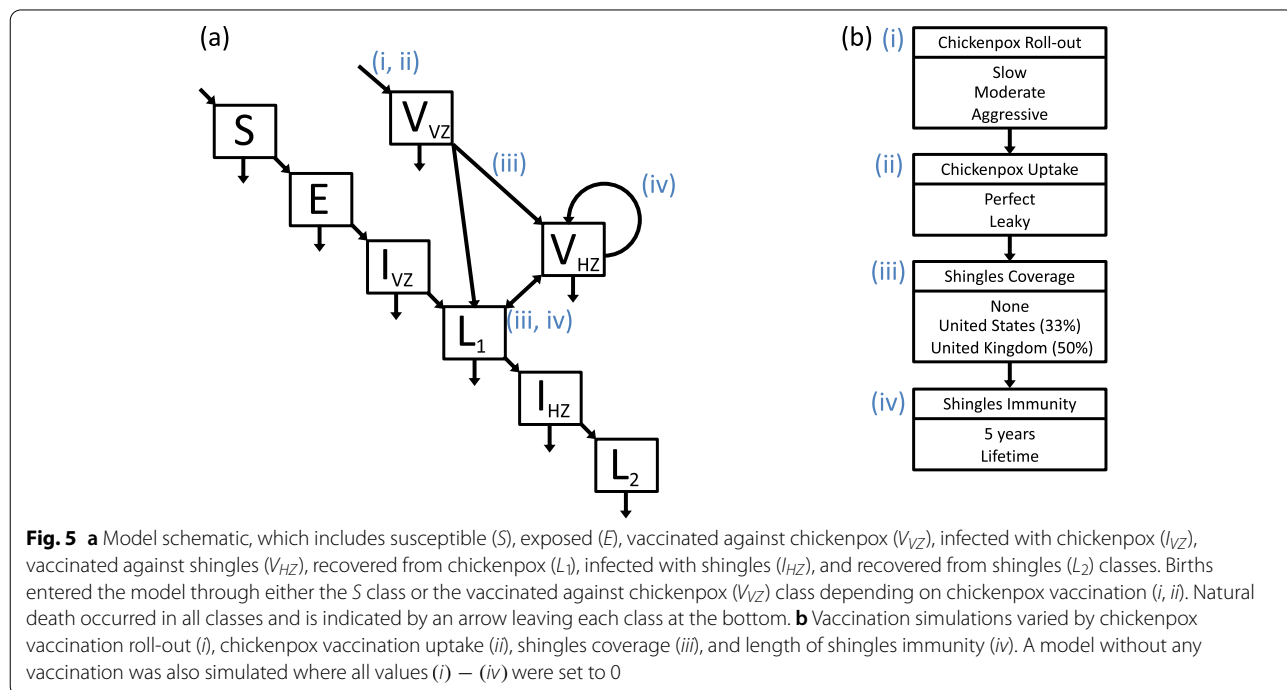 (a)
(i, ii)
S
V VZ
(iii)
(iv)
E
V HZ
I VZ
(iii, iv)
L 1
I HZ
L 2
(b)
(i)
Chickenpox Roll-out
Slow
Moderate
Aggressive
(ii)
Chickenpox Uptake
Perfect
Leaky
(iii)
Shingles Coverage
None
United States (33%)
United Kingdom (50%)
(iv)
Shingles Immunity
5 years
Lifetime
Fig. 5 a Model schematic, which includes susceptible (S), exposed (E), vaccinated against chickenpox (V_VZ), infected with chickenpox (I_VZ),
vaccinated against shingles (V_HZ), recovered from chickenpox (L_1), infected with shingles (I_HZ), and recovered from shingles (L_2) classes. Births
entered the model through either the S class or the vaccinated against chickenpox (V_VZ) class depending on chickenpox vaccination (i, ii). Natural
death occurred in all classes and is indicated by an arrow leaving each class at the bottom. b Vaccination simulations varied by chickenpox
vaccination roll-out (i), chickenpox vaccination uptake (ii), shingles coverage (iii), and length of shingles immunity (iv). A model without any
vaccination was also simulated where all values (i) − (iv) were set to 0